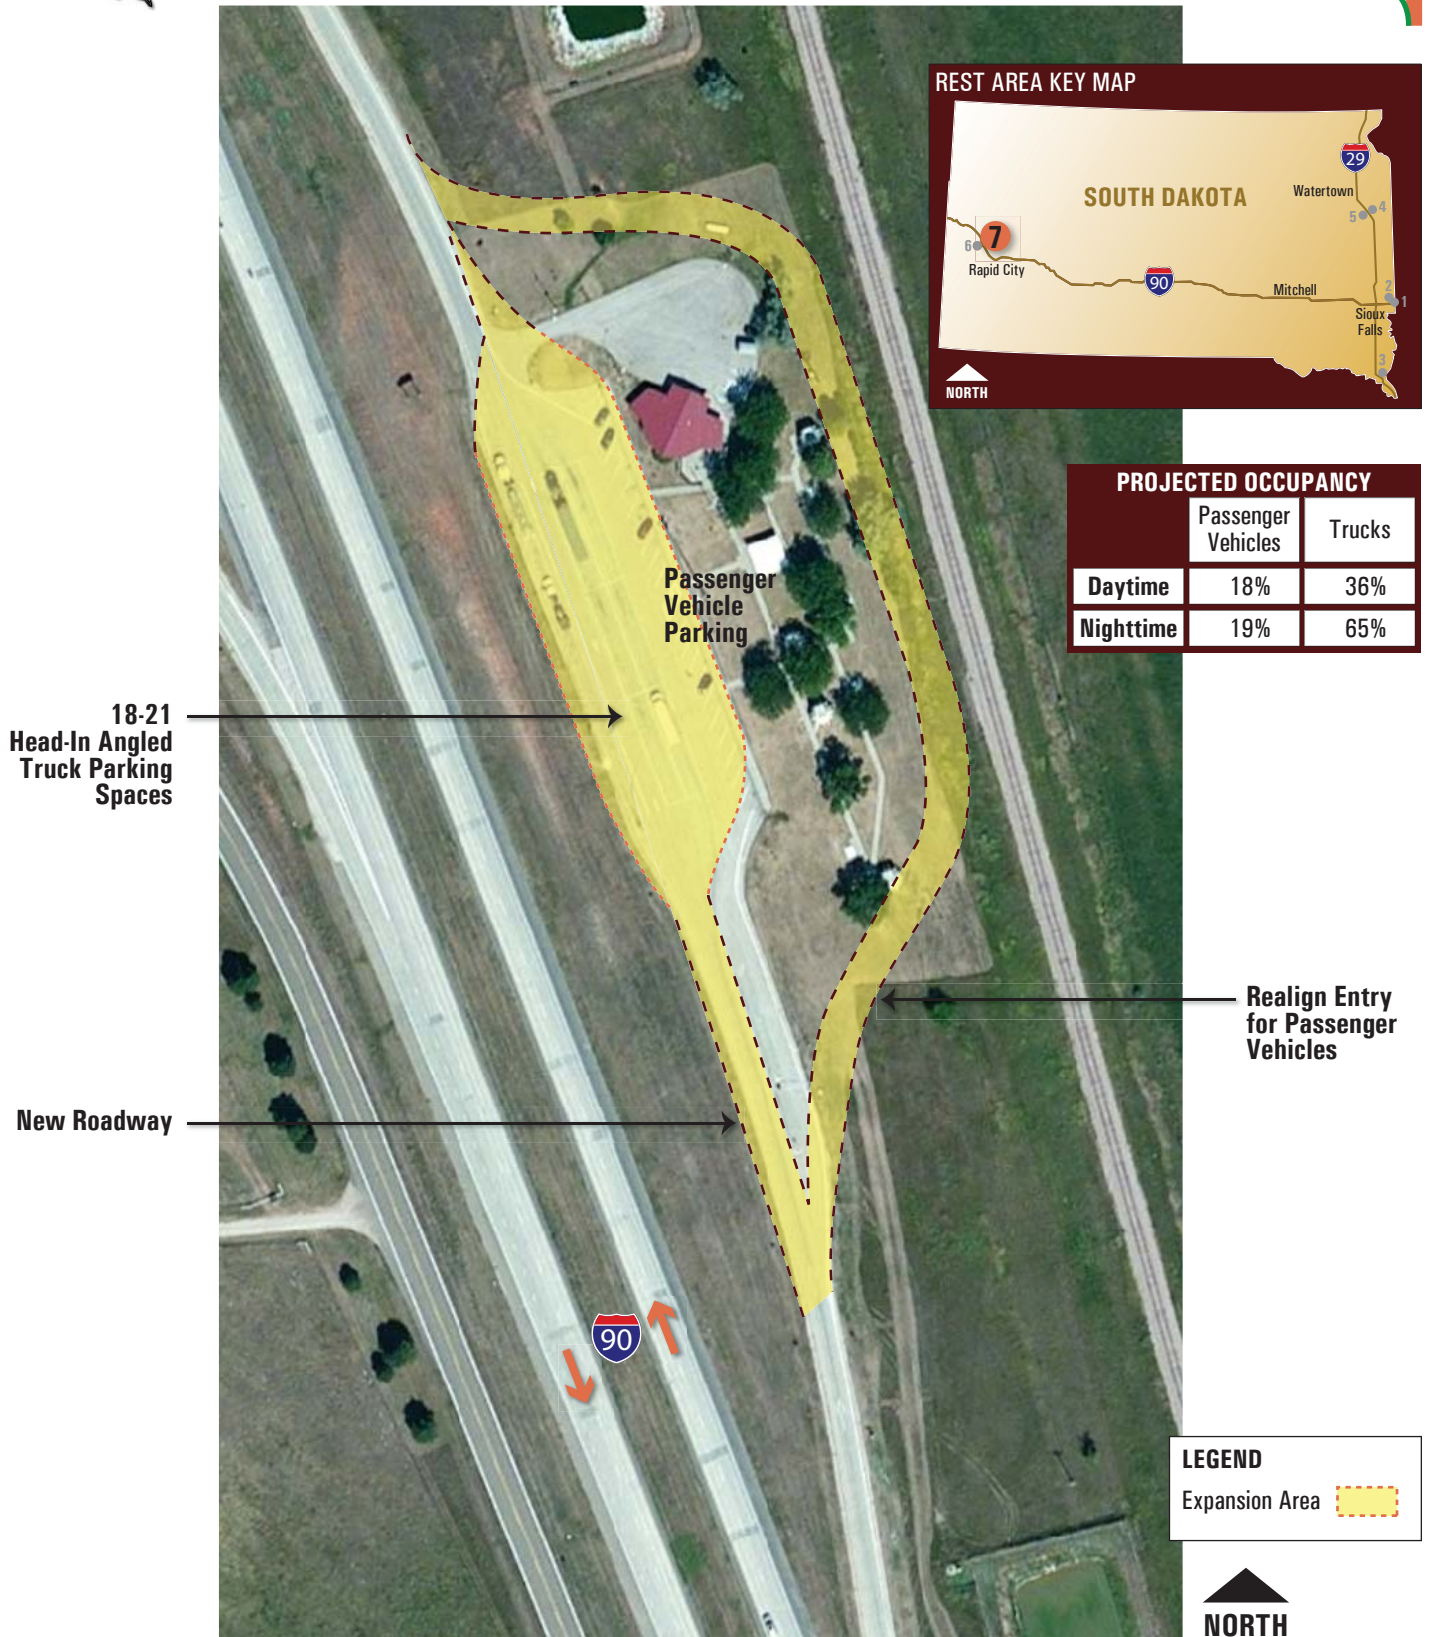 REST AREA KEY MAP
SOUTH DAKOTA
29
Watertown
4
5
7
6
Rapid City
90
Mitchell
2
1
Sioux
Falls
3
NORTH
PROJECTED OCCUPANCY
Passenger
Vehicles
Trucks
Daytime 18% 36%
Nighttime 19% 65%
Passenger
Vehicle
Parking
18-21
Head-In Angled
Truck Parking
Spaces
Realign Entry
for Passenger
Vehicles
New Roadway
90
LEGEND
Expansion Area
NORTH